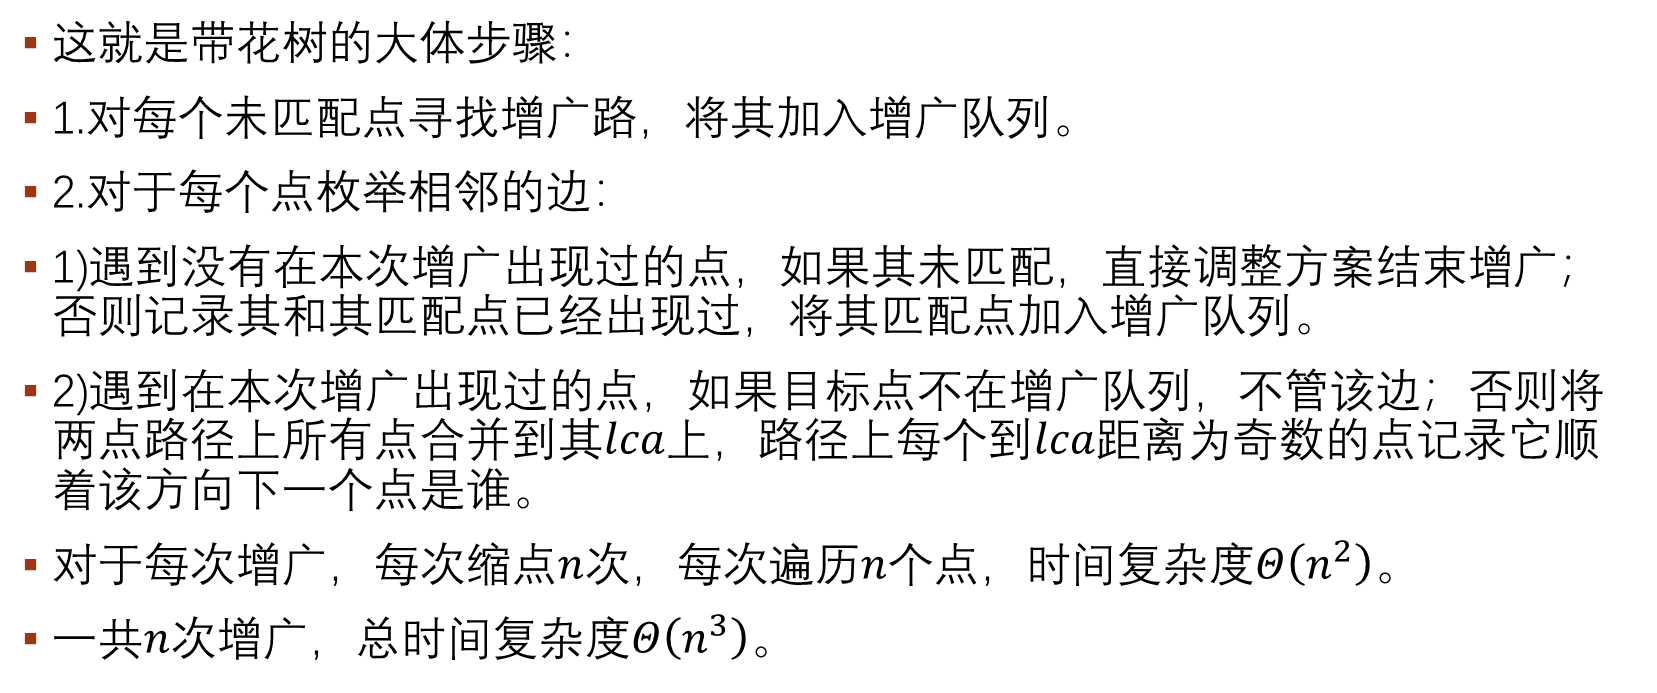 ▪ 这就是带花树的大体步骤：
▪ 1.对每个未匹配点寻找增广路，将其加入增广队列。
▪ 2.对于每个点枚举相邻的边：
▪ 1)遇到没有在本次增广出现过的点，如果其未匹配，直接调整方案结束增广；
否则记录其和其匹配点已经出现过，将其匹配点加入增广队列。
▪ 2)遇到在本次增广出现过的点，如果目标点不在增广队列，不管该边；否则将
两点路径上所有点合并到其lca上，路径上每个到lca距离为奇数的点记录它顺
着该方向下一个点是谁。
▪ 对于每次增广，每次缩点n次，每次遍历n个点，时间复杂度Θ(n²)。
▪ 一共n次增广，总时间复杂度Θ(n³)。